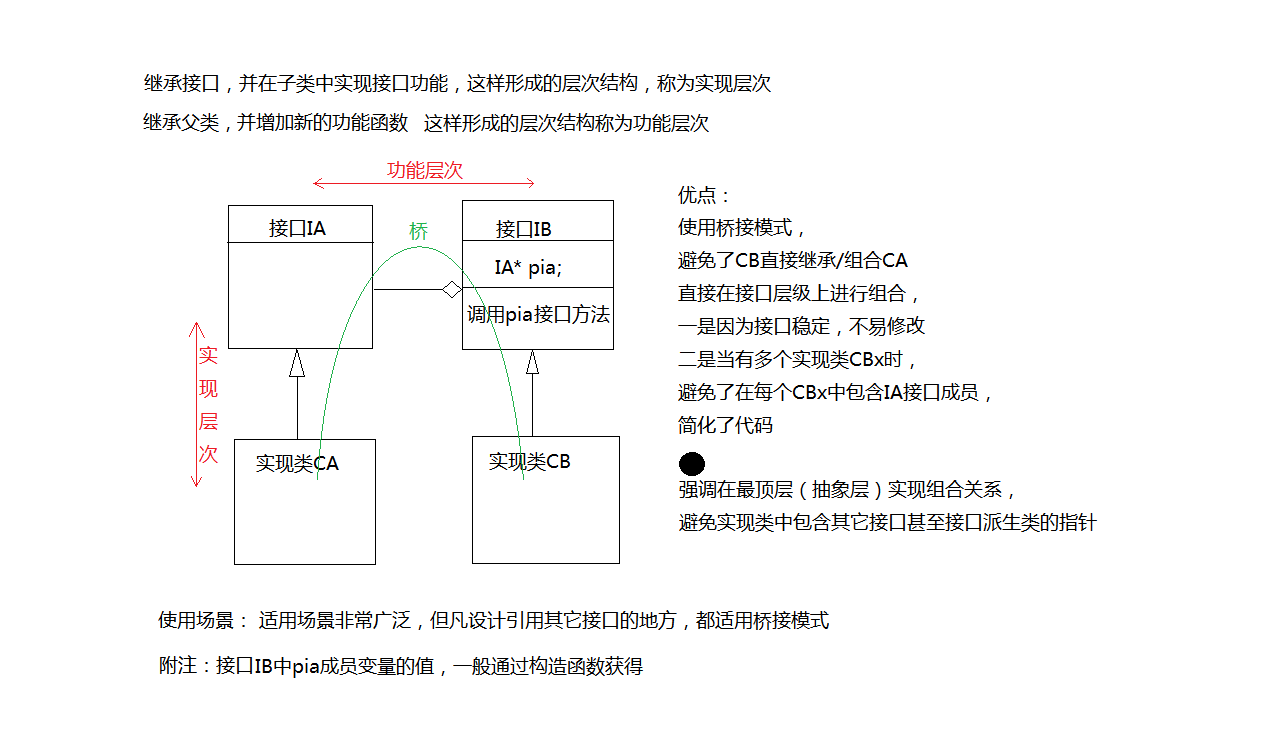 继承接口，并在子类中实现接口功能，这样形成的层次结构，称为实现层次
继承父类，并增加新的功能函数 这样形成的层次结构称为功能层次
功能层次
接口IA
桥
接口IB
IA* pia;
调用pia接口方法
实现层次
实现类CA
实现类CB
优点：
使用桥接模式，
避免了CB直接继承/组合CA
直接在接口层级上进行组合，
一是因为接口稳定，不易修改
二是当有多个实现类CBx时，
避免了在每个CBx中包含IA接口成员，
简化了代码
强调在最顶层（抽象层）实现组合关系，
避免实现类中包含其它接口甚至接口派生类的指针
使用场景： 适用场景非常广泛，但凡设计引用其它接口的地方，都适用桥接模式
附注：接口IB中pia成员变量的值，一般通过构造函数获得